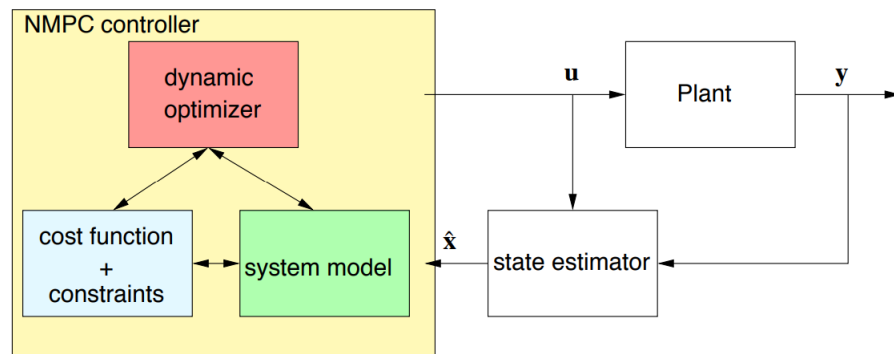 NMPC controller
dynamic
optimizer
u
Plant
y
cost function
+
constraints
system model
x̂
state estimator